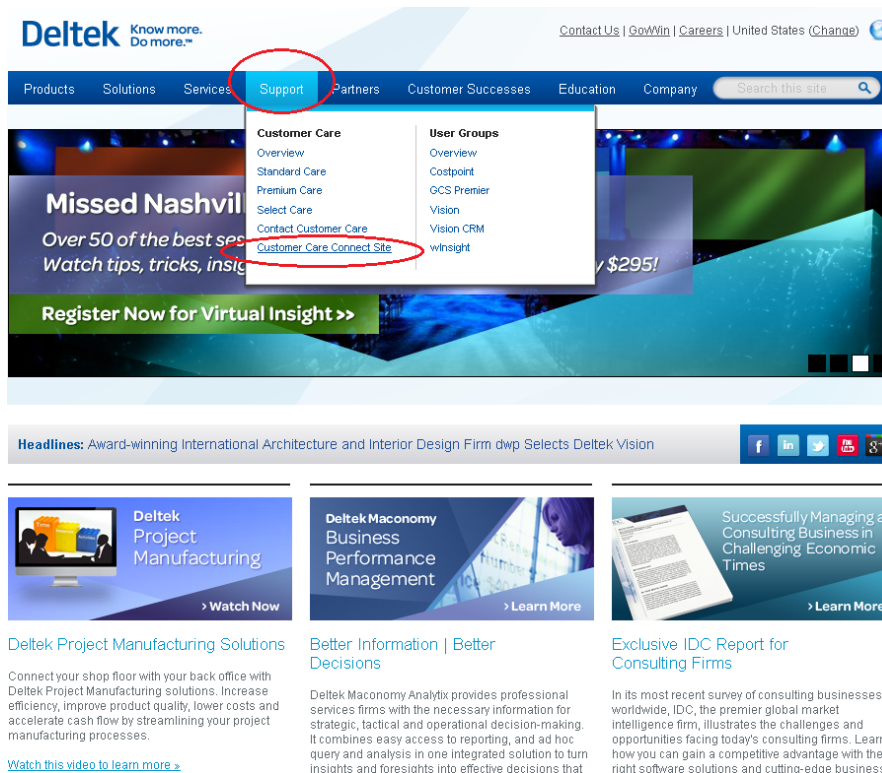 Deltek Know more.
Do more.™
Contact Us | GovWin | Careers | United States (Change)
Products Solutions Services Support Partners Customer Successes Education Company Search this site
Customer Care
Overview
Standard Care
Premium Care
Select Care
Contact Customer Care
Customer Care Connect Site
User Groups
Overview
Costpoint
GCS Premier
Vision
Vision CRM
wInsight
Missed Nashvil
Over 50 of the best ses
Watch tips, tricks, insig y $295!
Register Now for Virtual Insight >>
Headlines: Award-winning International Architecture and Interior Design Firm dwp Selects Deltek Vision
f in You Tube g+
Deltek
Project
Manufacturing
> Watch Now
Deltek Project Manufacturing Solutions
Connect your shop floor with your back office with
Deltek Project Manufacturing solutions. Increase
efficiency, improve product quality, lower costs and
accelerate cash flow by streamlining your project
manufacturing processes.
Watch this video to learn more »
Deltek Maconomy
Business
Performance
Management
> Learn More
Better Information | Better
Decisions
Deltek Maconomy Analytix provides professional
services firms with the necessary information for
strategic, tactical and operational decision-making.
It combines easy access to reporting, and ad hoc
query and analysis in one integrated solution to turn
insights and foresights into effective decisions that
Successfully Managing a
Consulting Business in
Challenging Economic
Times
> Learn More
Exclusive IDC Report for
Consulting Firms
In its most recent survey of consulting businesses
worldwide, IDC, the premier global market
intelligence firm, illustrates the challenges and
opportunities facing today's consulting firms. Learn
how you can gain a competitive advantage with the
right software solutions and cutting-edge business